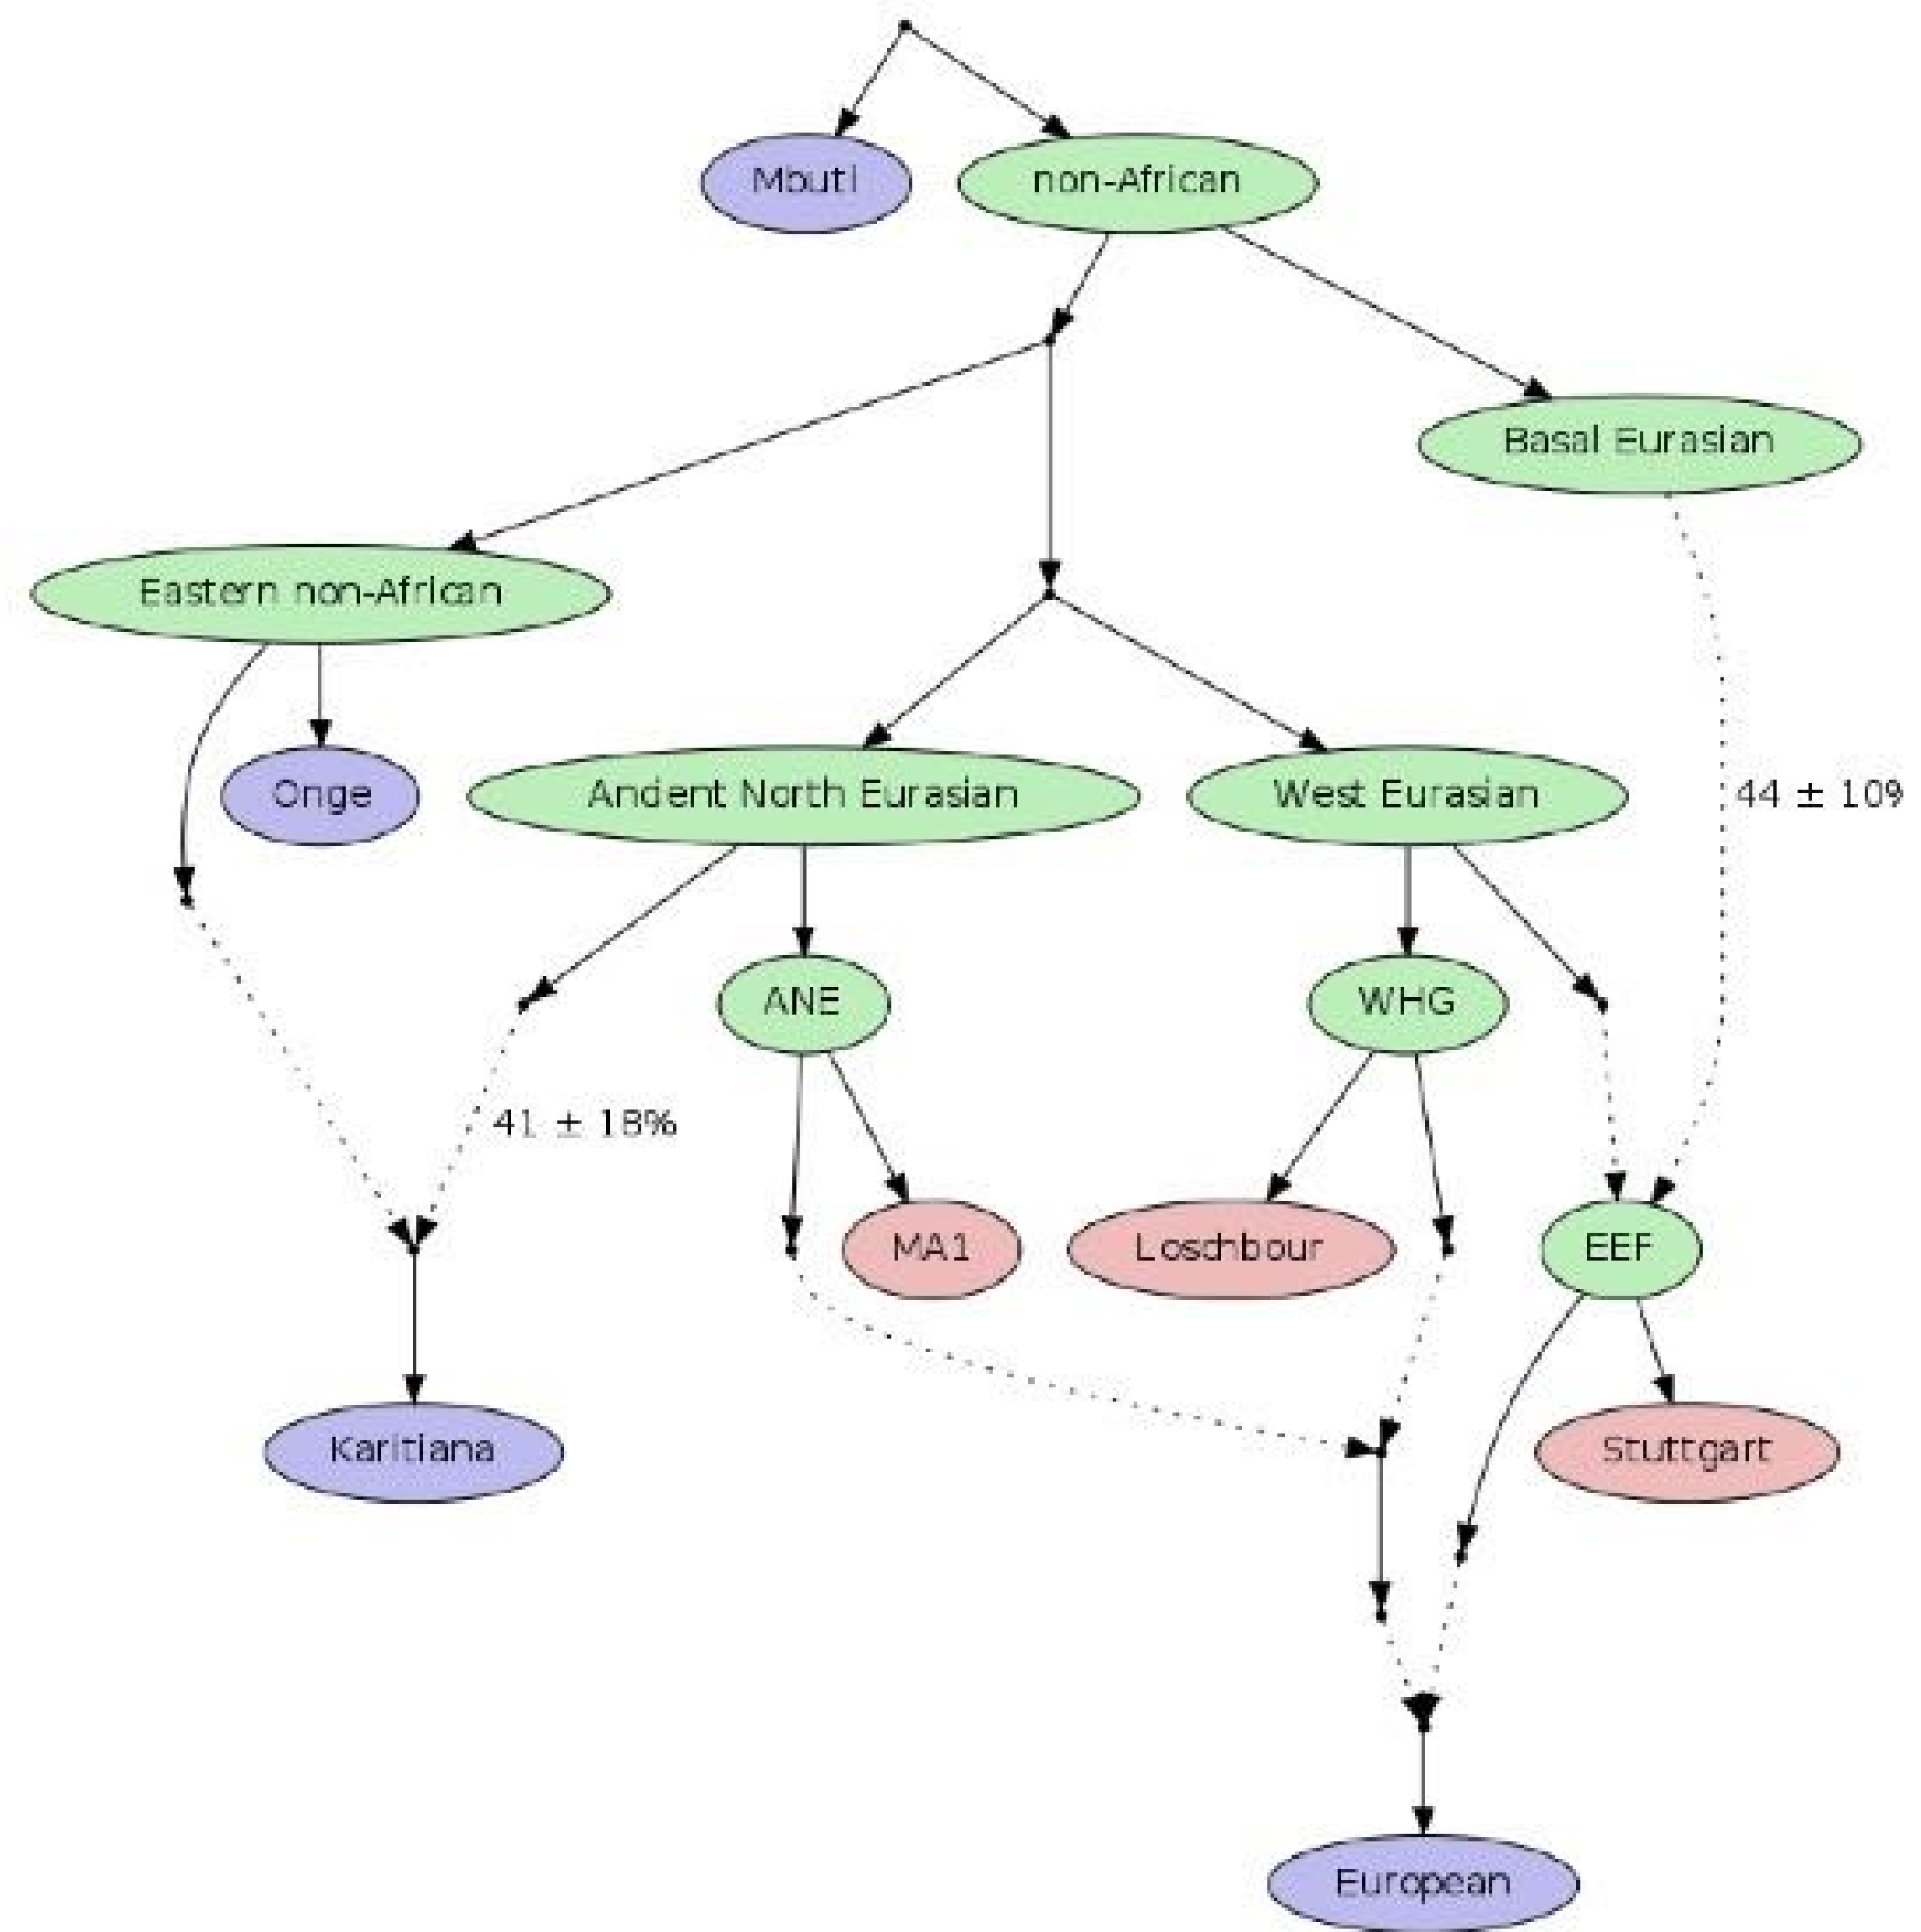 Mbuti
non-African
Basal Eurasian
Eastern non-African
Onge
Ancient North Eurasian
West Eurasian
44 ± 109
ANE
WHG
41 ± 18%
MA1
Loschbour
EEF
Karitiana
Stuttgart
European